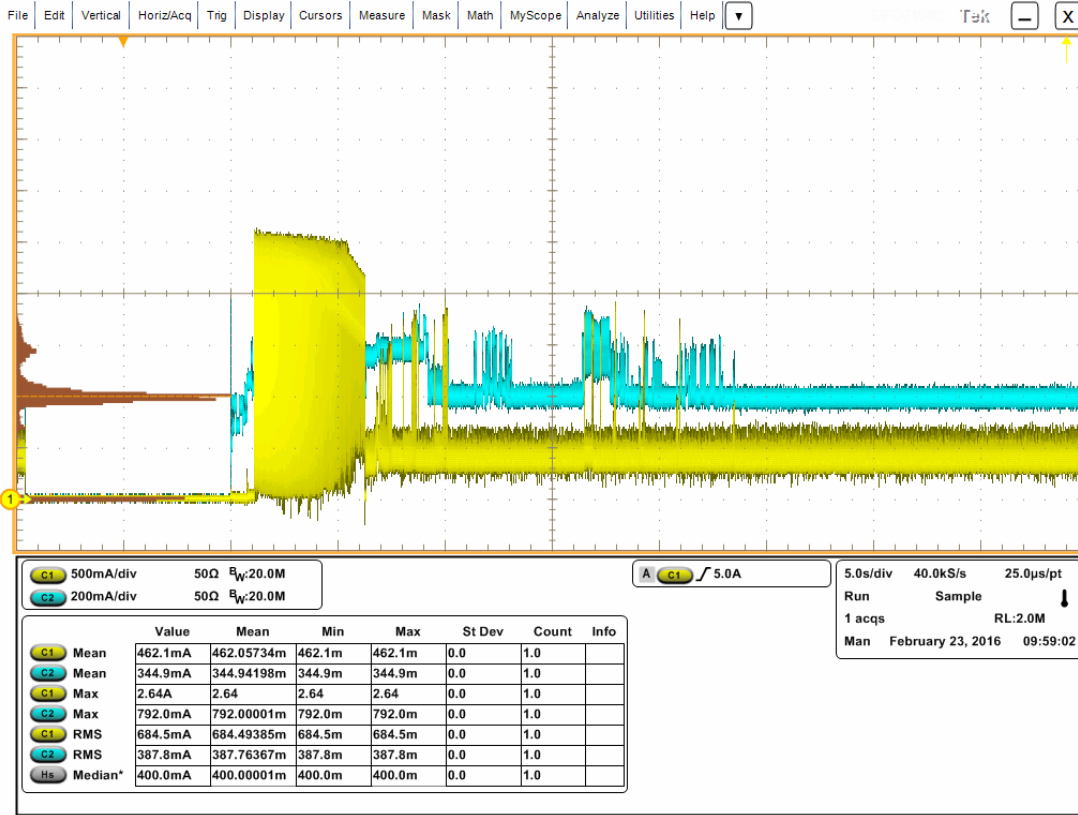 File Edit Vertical Horiz/Acq Trig Display Cursors Measure Mask Math MyScope Analyze Utilities Help Tek X
1
C1 500mA/div 50Ω BW:20.0M
C2 200mA/div 50Ω BW:20.0M
A C1 5.0A
5.0s/div 40.0kS/s 25.0µs/pt
Run Sample
1 acqs RL:2.0M
Man February 23, 2016 09:59:02
Value Mean Min Max St Dev Count Info
C1 Mean 462.1mA 462.05734m 462.1m 462.1m 0.0 1.0
C2 Mean 344.9mA 344.94198m 344.9m 344.9m 0.0 1.0
C1 Max 2.64A 2.64 2.64 2.64 0.0 1.0
C2 Max 792.0mA 792.00001m 792.0m 792.0m 0.0 1.0
C1 RMS 684.5mA 684.49385m 684.5m 684.5m 0.0 1.0
C2 RMS 387.8mA 387.76367m 387.8m 387.8m 0.0 1.0
Hs Median* 400.0mA 400.00001m 400.0m 400.0m 0.0 1.0